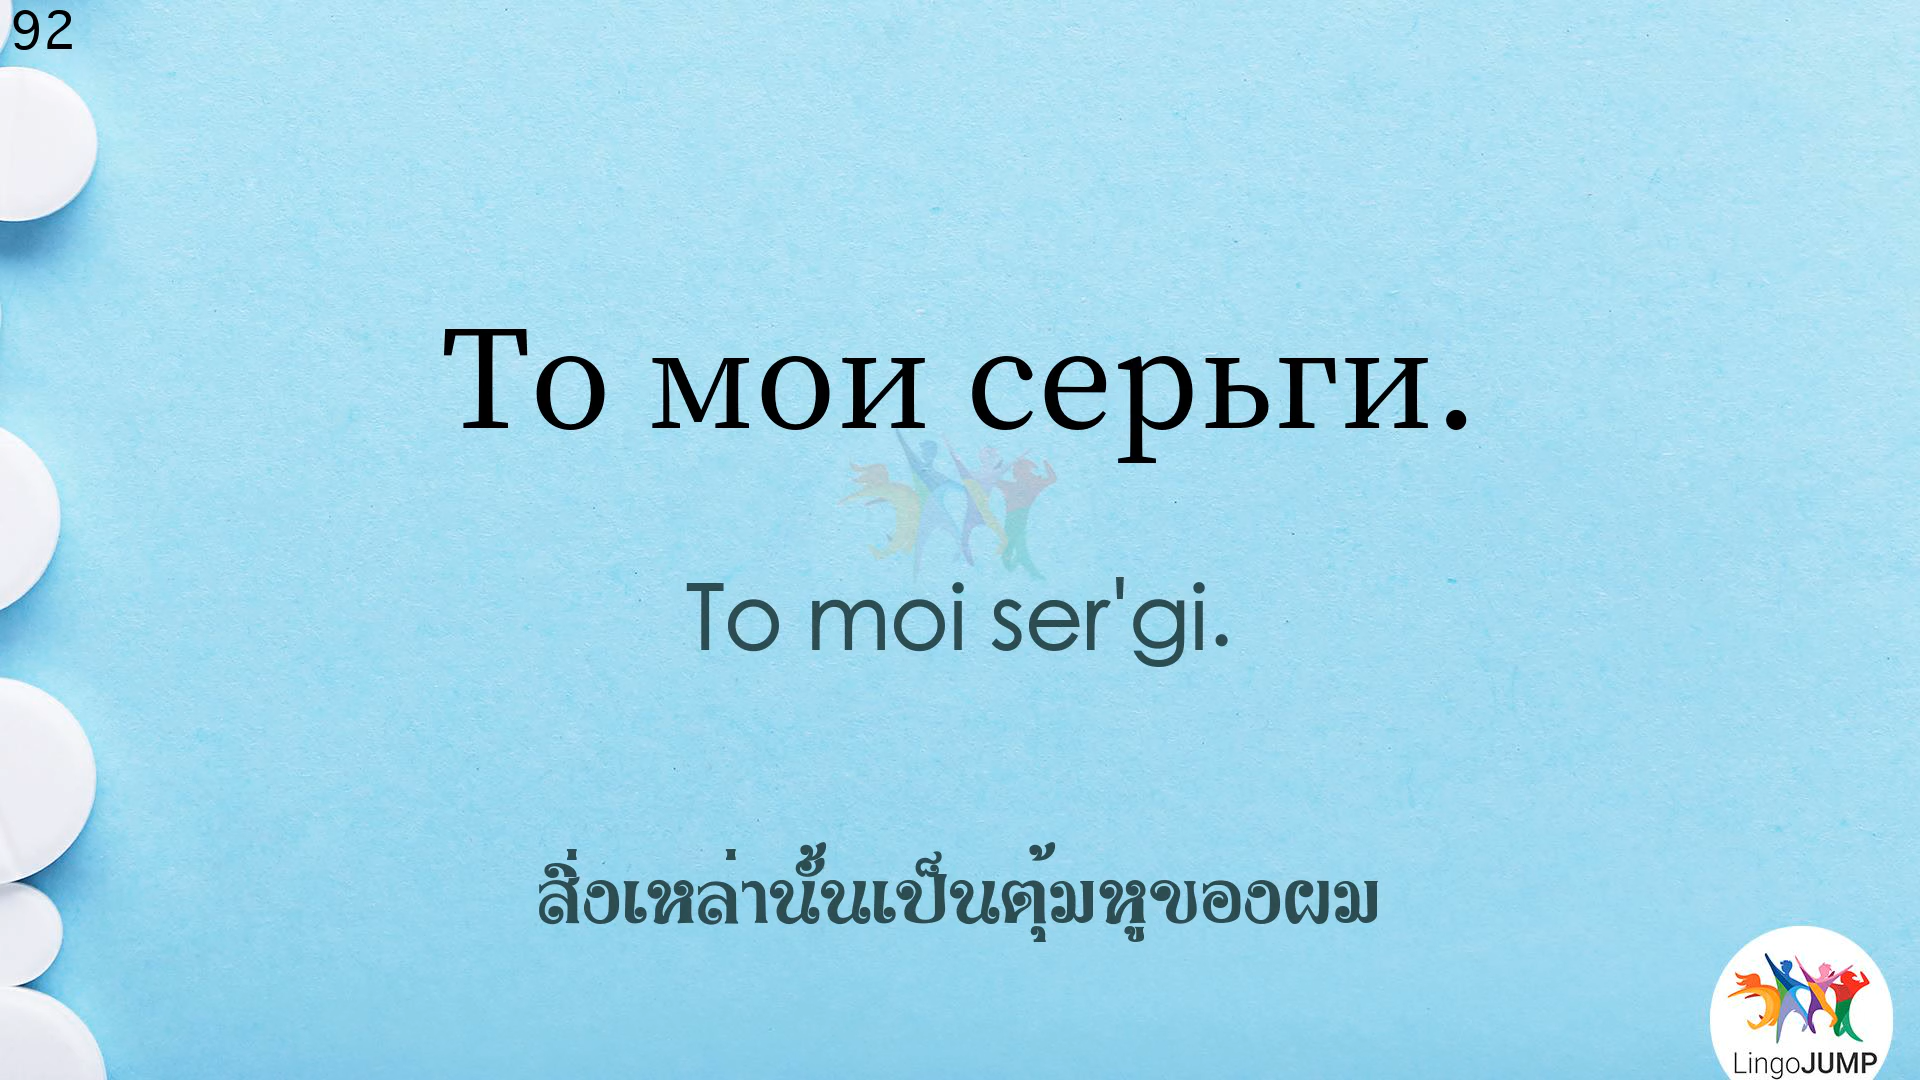 92
То мои серьги.
To moi ser'gi.
สิ่งเหล่านั้นเป็นตุ้มหูของผม
LingoJUMP